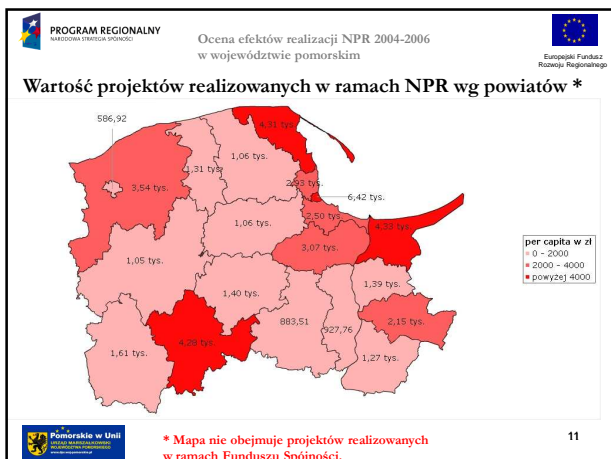 PROGRAM REGIONALNY
NARODOWA STRATEGIA SPÓJNOŚCI
Ocena efektów realizacji NPR 2004-2006
w województwie pomorskim
Europejski Fundusz
Rozwoju Regionalnego
Wartość projektów realizowanych w ramach NPR wg powiatów *
586,92
4,31 tys.
1,31 tys.
1,06 tys.
3,54 tys.
2,93 tys.
6,42 tys.
2,50 tys.
1,06 tys.
4,33 tys.
3,07 tys.
1,05 tys.
1,39 tys.
1,40 tys.
883,51
927,76
2,15 tys.
4,28 tys.
1,61 tys.
1,27 tys.
per capita w zł
0 - 2000
2000 - 4000
powyżej 4000
Pomorskie w Unii
URZĄD MARSZAŁKOWSKI
WOJEWÓDZTWA POMORSKIEGO
* Mapa nie obejmuje projektów realizowanych
w ramach Funduszu Spójności.
11